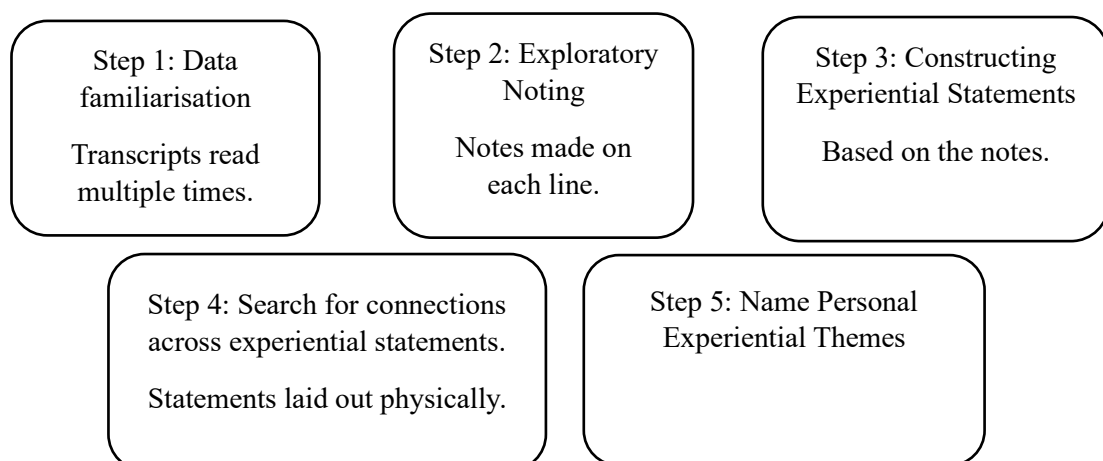 Step 1: Data
familiarisation
Transcripts read
multiple times.
Step 2: Exploratory
Noting
Notes made on
each line.
Step 3: Constructing
Experiential Statements
Based on the notes.
Step 4: Search for connections
across experiential statements.
Statements laid out physically.
Step 5: Name Personal
Experiential Themes